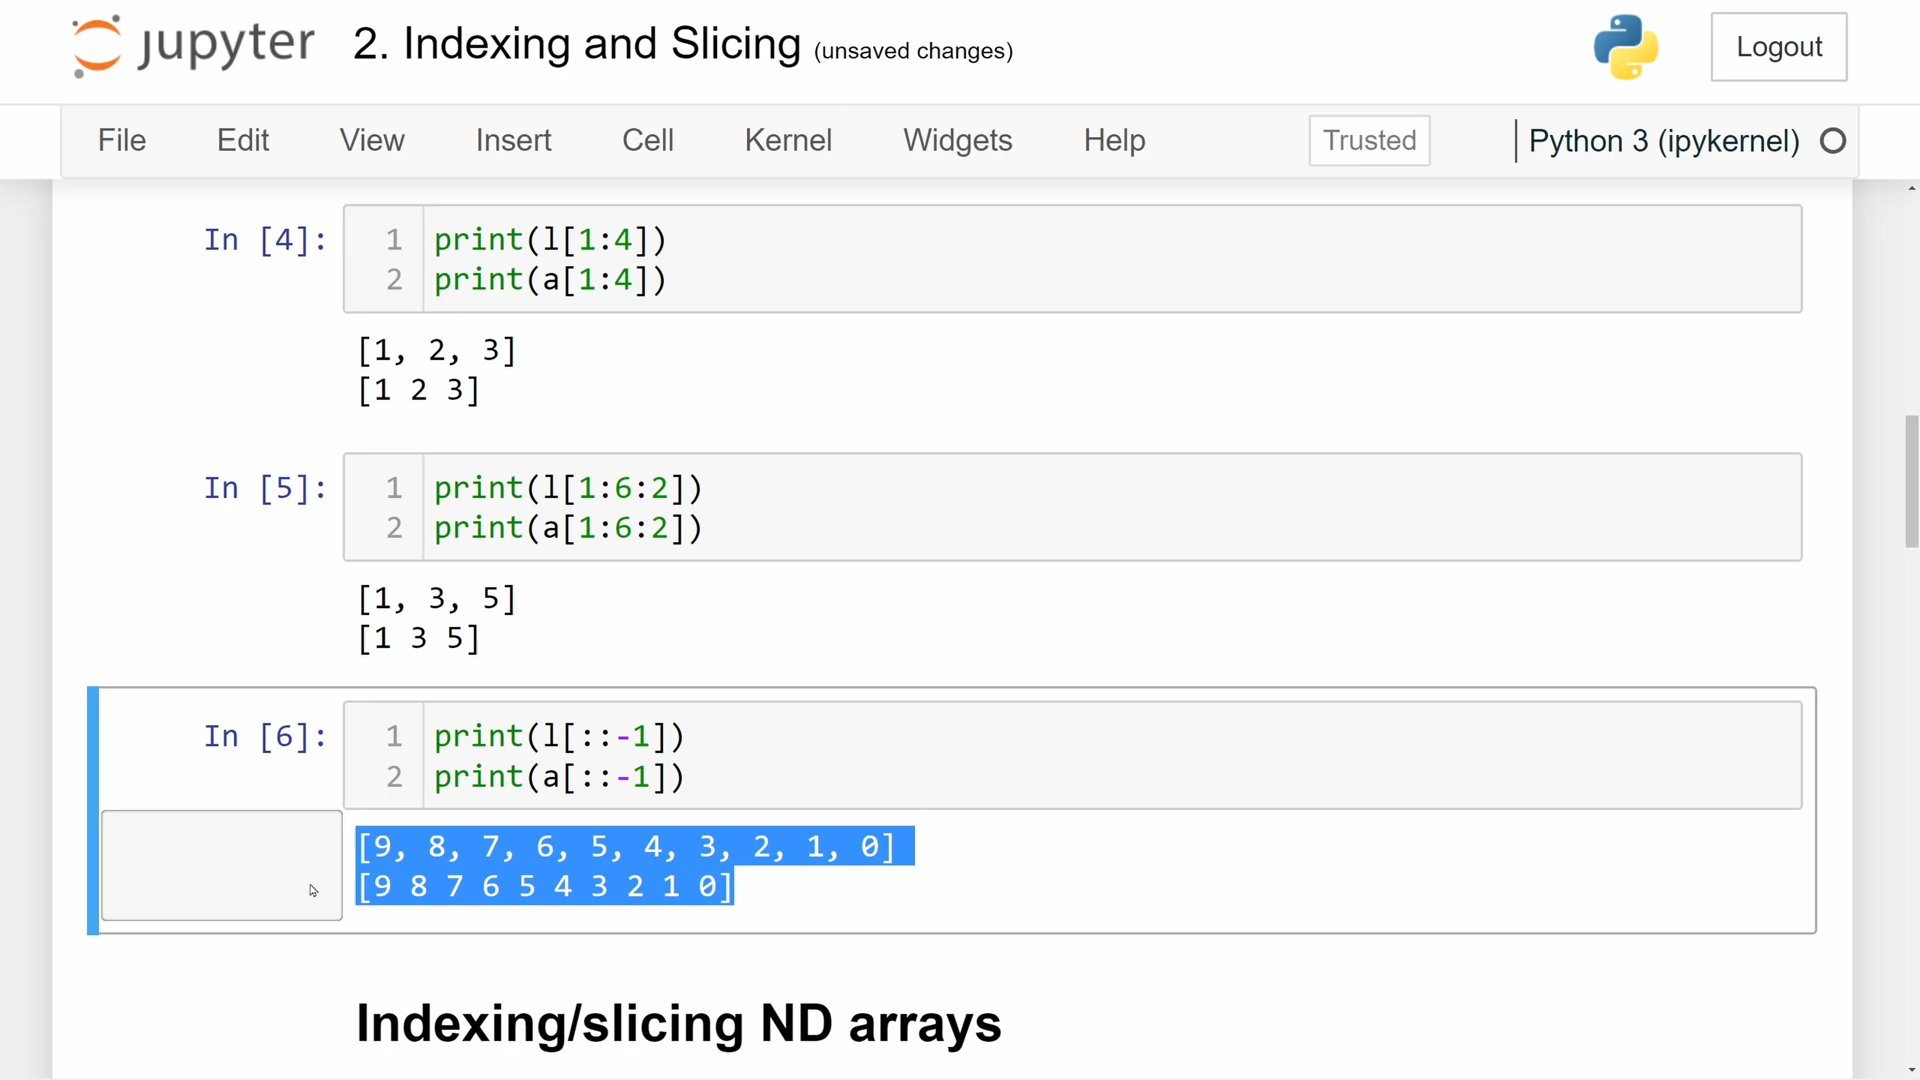 jupyter 2. Indexing and Slicing (unsaved changes) Logout
File Edit View Insert Cell Kernel Widgets Help Trusted Python 3 (ipykernel)
In [4]: 1 print(l[1:4])
2 print(a[1:4])
[1, 2, 3]
[1 2 3]
In [5]: 1 print(l[1:6:2])
2 print(a[1:6:2])
[1, 3, 5]
[1 3 5]
In [6]: 1 print(l[::-1])
2 print(a[::-1])
[9, 8, 7, 6, 5, 4, 3, 2, 1, 0]
[9 8 7 6 5 4 3 2 1 0]
Indexing/slicing ND arrays